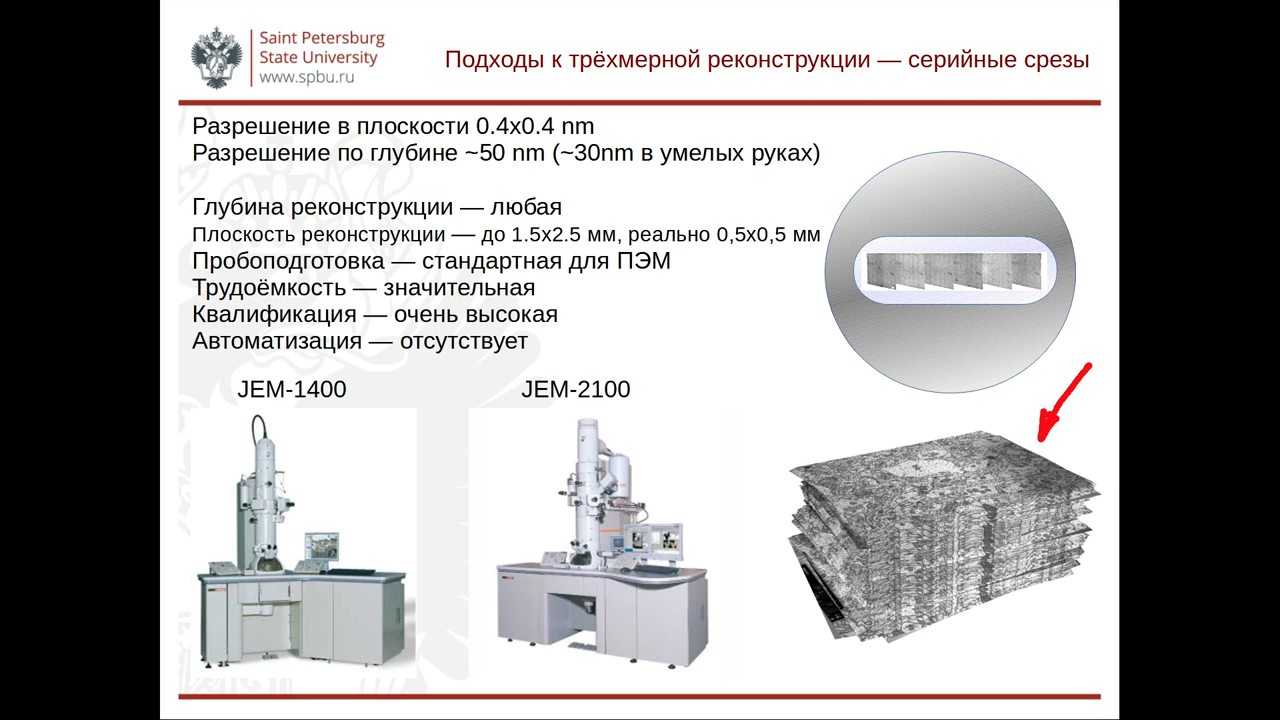 Saint Petersburg
State University
www.spbu.ru
Подходы к трёхмерной реконструкции — серийные срезы
Разрешение в плоскости 0.4x0.4 nm
Разрешение по глубине ~50 nm (~30nm в умелых руках)
Глубина реконструкции — любая
Плоскость реконструкции — до 1.5x2.5 мм, реально 0,5x0,5 мм
Пробоподготовка — стандартная для ПЭМ
Трудоёмкость — значительная
Квалификация — очень высокая
Автоматизация — отсутствует
JEM-1400
JEM-2100